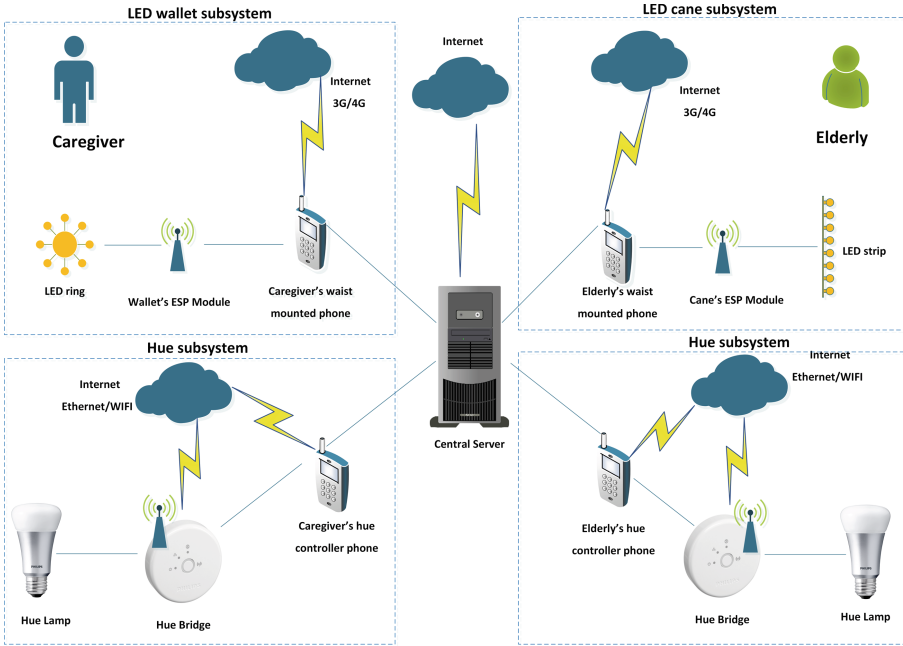 LED wallet subsystem
Caregiver
Internet
3G/4G
LED ring
Wallet's ESP Module
Caregiver's waist
mounted phone
Internet
Central Server
LED cane subsystem
Internet
3G/4G
Elderly
Elderly's waist
mounted phone
Cane's ESP Module
LED strip
Hue subsystem
Internet
Ethernet/WIFI
Caregiver's hue
controller phone
PHILIPS
Hue Lamp
Hue Bridge
Hue subsystem
Internet
Ethernet/WIFI
Elderly's hue
controller phone
Hue Bridge
PHILIPS
Hue Lamp